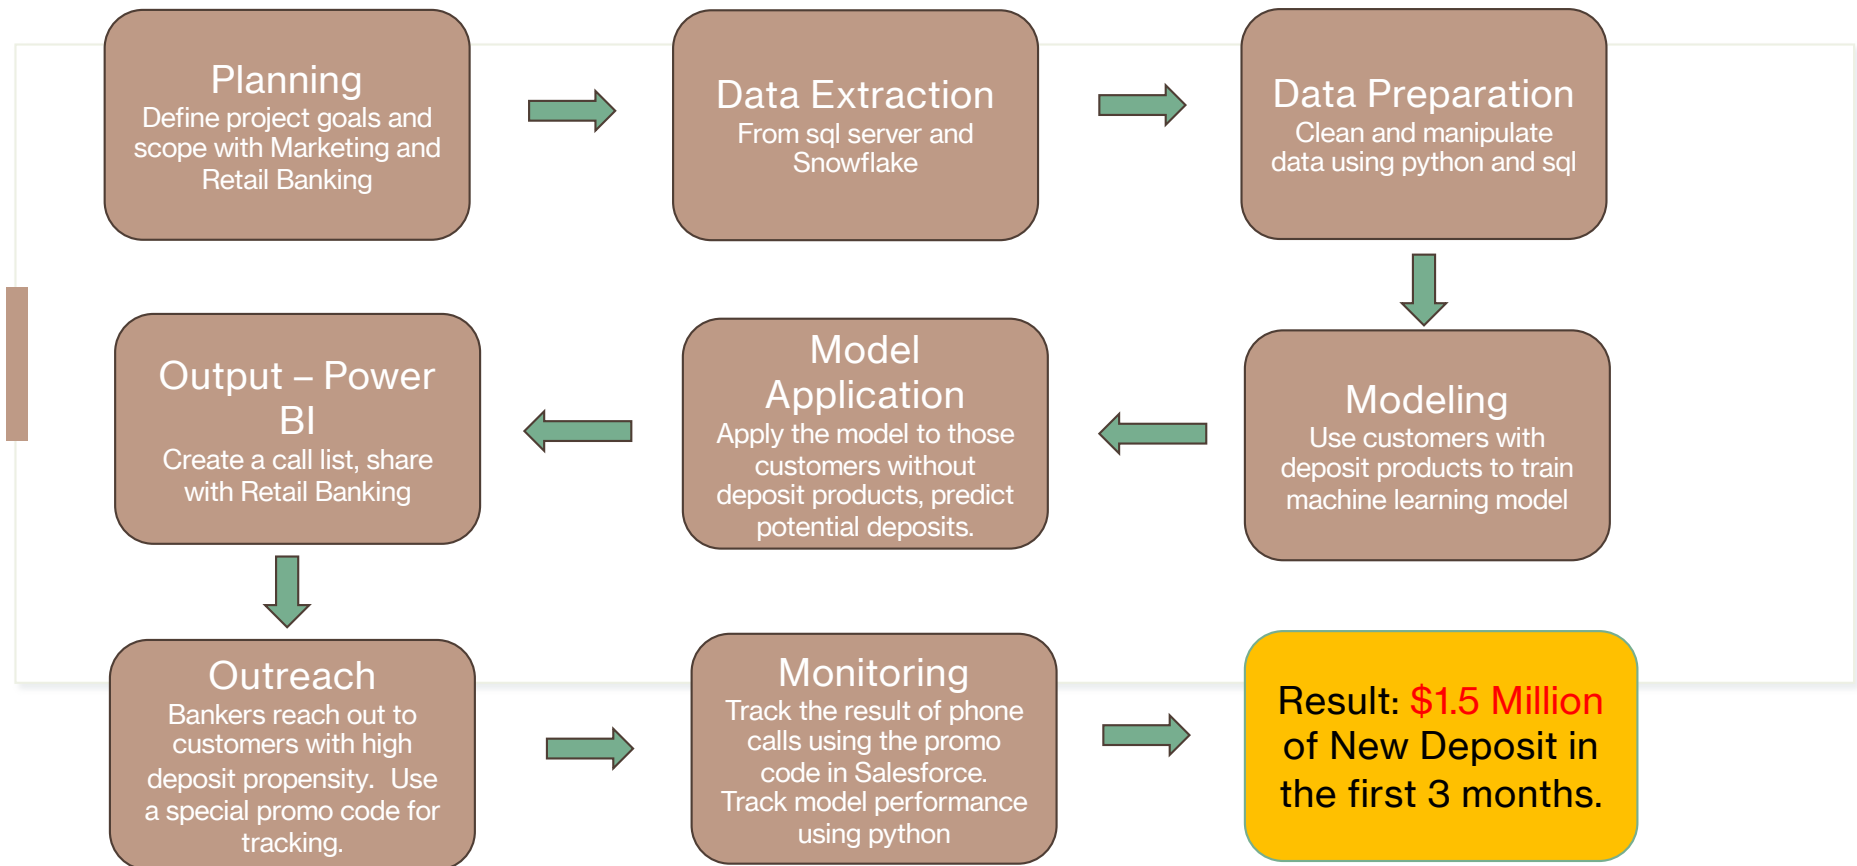 Planning
Define project goals and
scope with Marketing and
Retail Banking
Data Extraction
From sql server and
Snowflake
Data Preparation
Clean and manipulate
data using python and sql
Modeling
Use customers with
deposit products to train
machine learning model
Model
Application
Apply the model to those
customers without
deposit products, predict
potential deposits.
Output – Power
BI
Create a call list, share
with Retail Banking
Outreach
Bankers reach out to
customers with high
deposit propensity.  Use
a special promo code for
tracking.
Monitoring
Track the result of phone
calls using the promo
code in Salesforce.
Track model performance
using python
Result: $1.5 Million
of New Deposit in
the first 3 months.